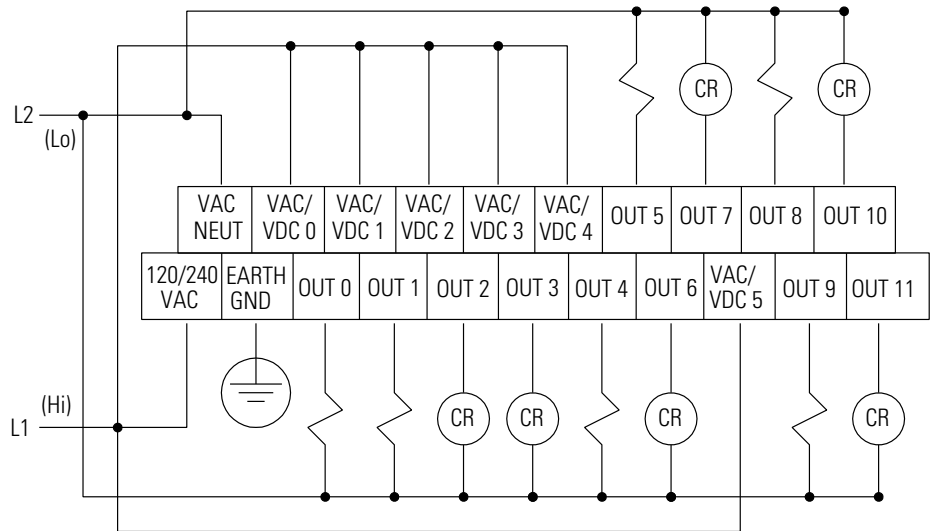 CR CR
L2
(Lo)
VAC NEUT
VAC/ VDC 0
VAC/ VDC 1
VAC/ VDC 2
VAC/ VDC 3
VAC/ VDC 4
OUT 5
OUT 7
OUT 8
OUT 10
120/240 VAC
EARTH GND
OUT 0
OUT 1
OUT 2
OUT 3
OUT 4
OUT 6
VAC/ VDC 5
OUT 9
OUT 11
(Hi)
L1
CR CR CR CR